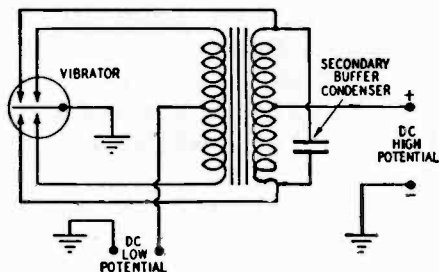 VIBRATOR
SECONDARY
BUFFER
CONDENSER
+
DC
HIGH
POTENTIAL
−
DC
LOW
POTENTIAL